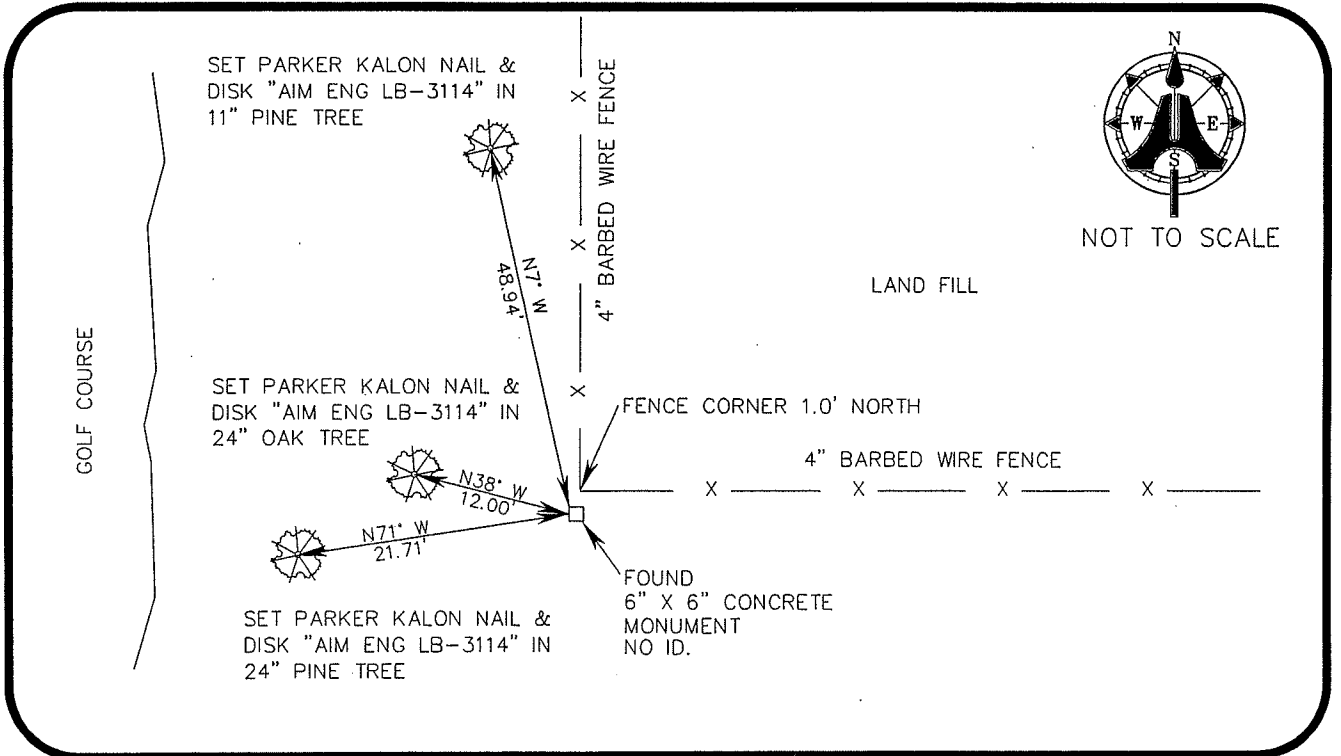 SET PARKER KALON NAIL &
DISK "AIM ENG LB-3114" IN
11" PINE TREE
4" BARBED WIRE FENCE
N
W
E
S
NOT TO SCALE
N7° W
48.94'
LAND FILL
GOLF COURSE
SET PARKER KALON NAIL &
DISK "AIM ENG LB-3114" IN
24" OAK TREE
FENCE CORNER 1.0' NORTH
4" BARBED WIRE FENCE
N38° W
12.00'
N71° W
21.71'
FOUND
6" X 6" CONCRETE
MONUMENT
NO ID.
SET PARKER KALON NAIL &
DISK "AIM ENG LB-3114" IN
24" PINE TREE